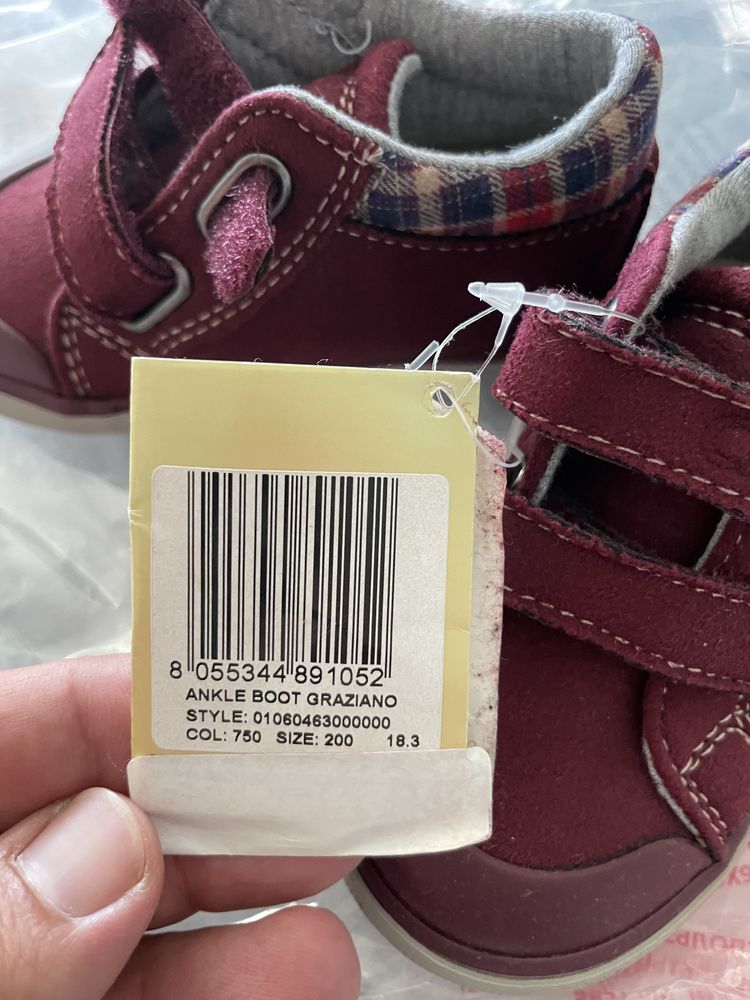 8 055344 891052
ANKLE BOOT GRAZIANO
STYLE: 01060463000000
COL: 750 SIZE: 200 18.3